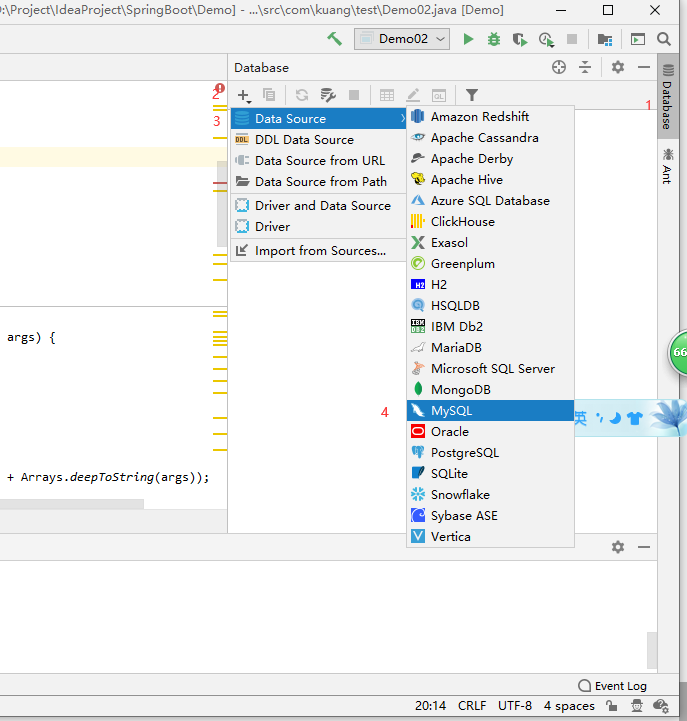 0:\Project\IdeaProject\SpringBoot\Demo] - ...\src\com\kuang\test\Demo02.java [Demo]
Demo02
Database
2
1
3
Data Source
DDL Data Source
Data Source from URL
Data Source from Path
Driver and Data Source
Driver
Import from Sources...
Amazon Redshift
Apache Cassandra
Apache Derby
Apache Hive
Azure SQL Database
ClickHouse
Exasol
Greenplum
H2
HSQLDB
IBM Db2
MariaDB
Microsoft SQL Server
MongoDB
4
MySQL
Oracle
PostgreSQL
SQLite
Snowflake
Sybase ASE
Vertica
Database
Ant
args) {
+ Arrays.deepToString(args));
66
英
Event Log
20:14 CRLF UTF-8 4 spaces